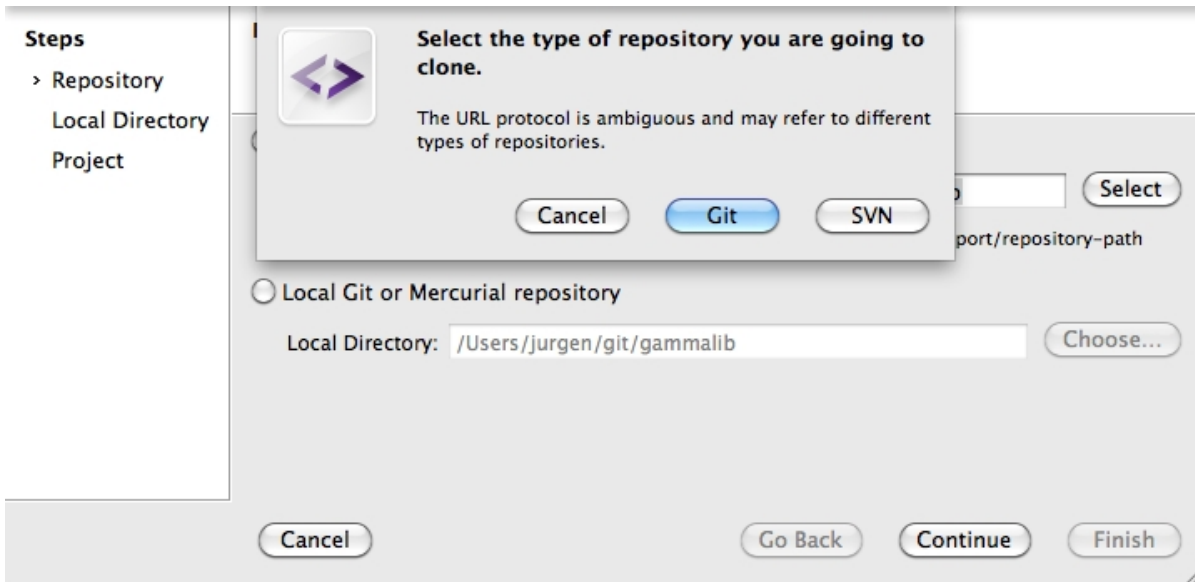 Steps
› Repository
Local Directory
Project
Select the type of repository you are going to
clone.
The URL protocol is ambiguous and may refer to different
types of repositories.
Cancel
Git
SVN
Select
port/repository-path
Local Git or Mercurial repository
Local Directory:
/Users/jurgen/git/gammalib
Choose...
Cancel
Go Back
Continue
Finish